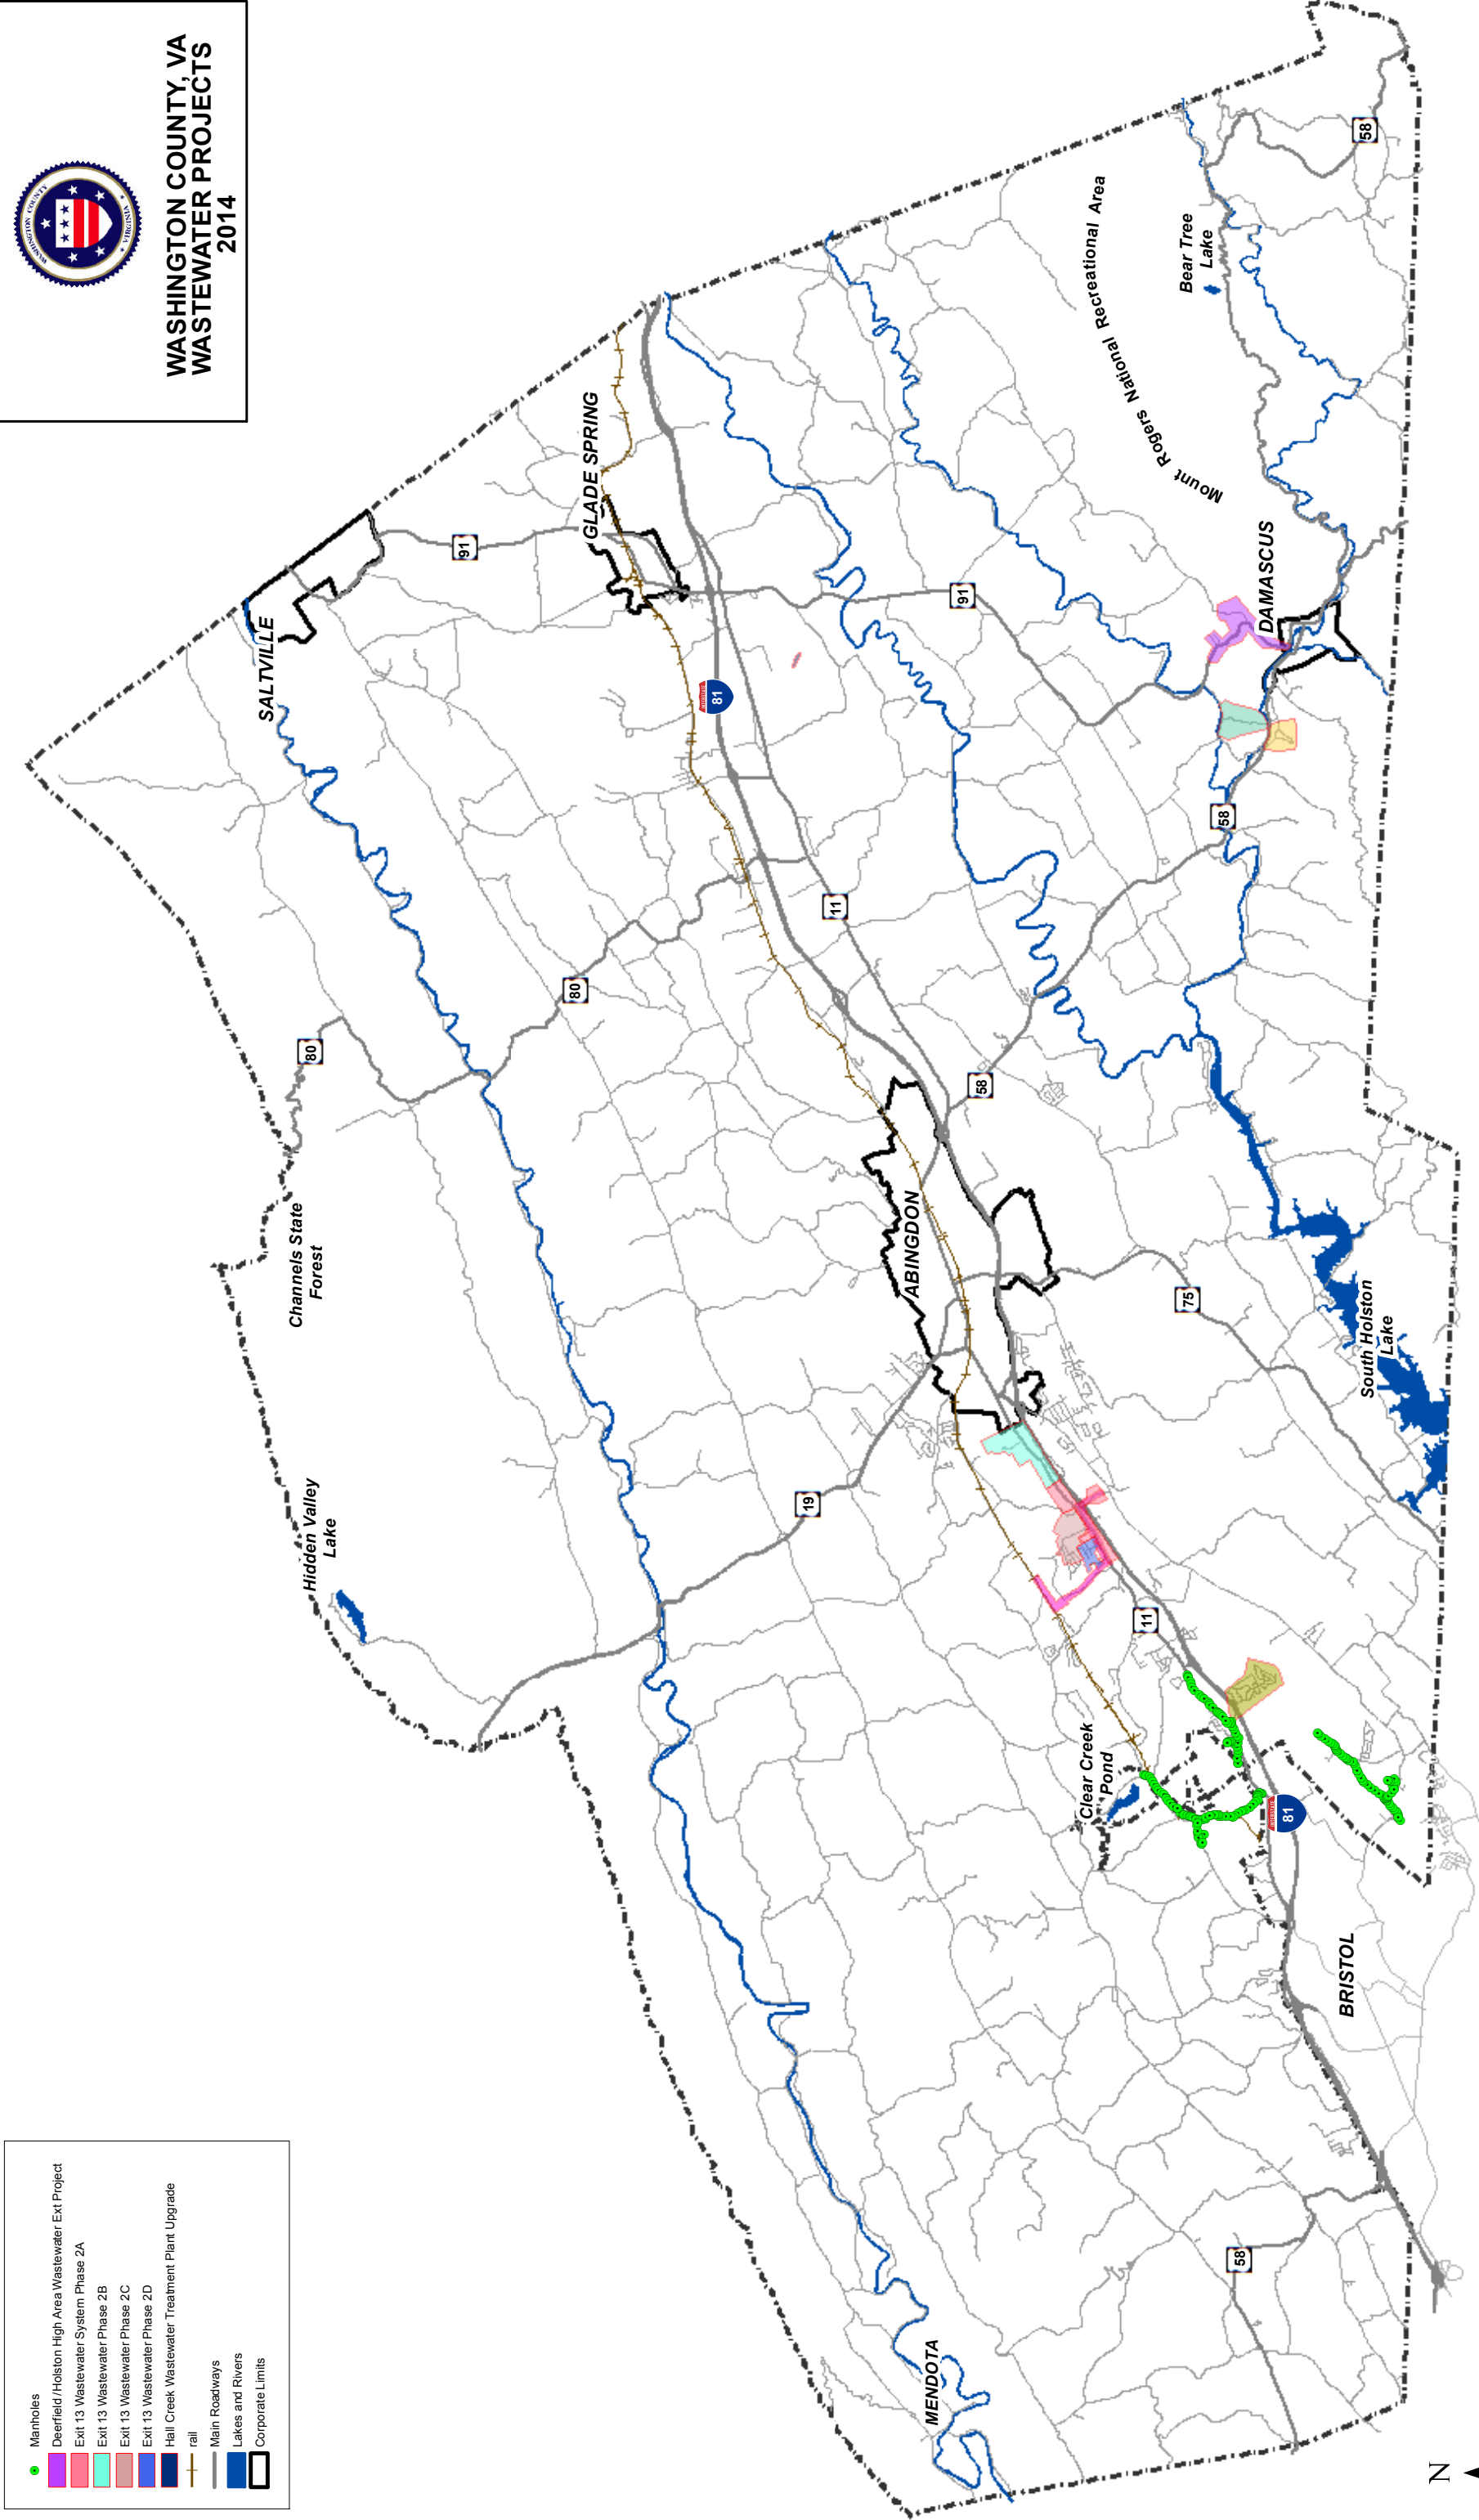 WASHINGTON COUNTY, VA
WASTEWATER PROJECTS
2014
WASHINGTON COUNTY
VIRGINIA
Manholes
Deerfield/Holston High Area Wastewater Ext Project
Exit 13 Wastewater System Phase 2A
Exit 13 Wastewater Phase 2B
Exit 13 Wastewater Phase 2C
Exit 13 Wastewater Phase 2D
Hall Creek Wastewater Treatment Plant Upgrade
rail
Main Roadways
Lakes and Rivers
Corporate Limits
Hidden Valley
Lake
Channels State
Forest
SALTVILLE
GLADE SPRING
ABINGDON
DAMASCUS
Mount Rogers National Recreational Area
Bear Tree
Lake
South Holston
Lake
Clear Creek
Pond
BRISTOL
MENDOTA
80
80
91
91
81
11
58
58
58
75
19
11
81
58
N